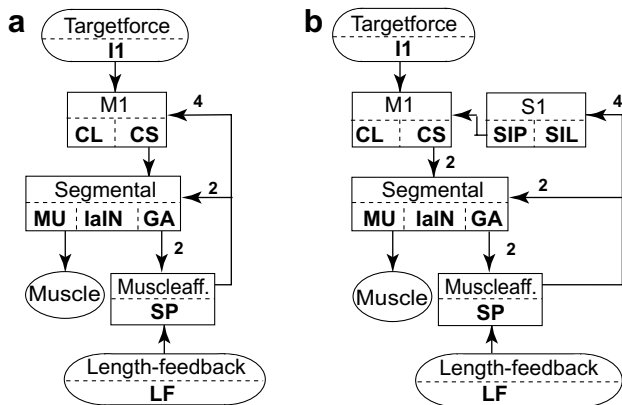 a
Targetforce
I1
M1
4
CL CS
Segmental
2
MU IaIN GA
2
Muscle
Muscleaff.
SP
Length-feedback
LF
b
Targetforce
I1
M1
S1
4
CL CS
SIP SIL
2
Segmental
2
MU IaIN GA
2
Muscle
Muscleaff.
SP
Length-feedback
LF